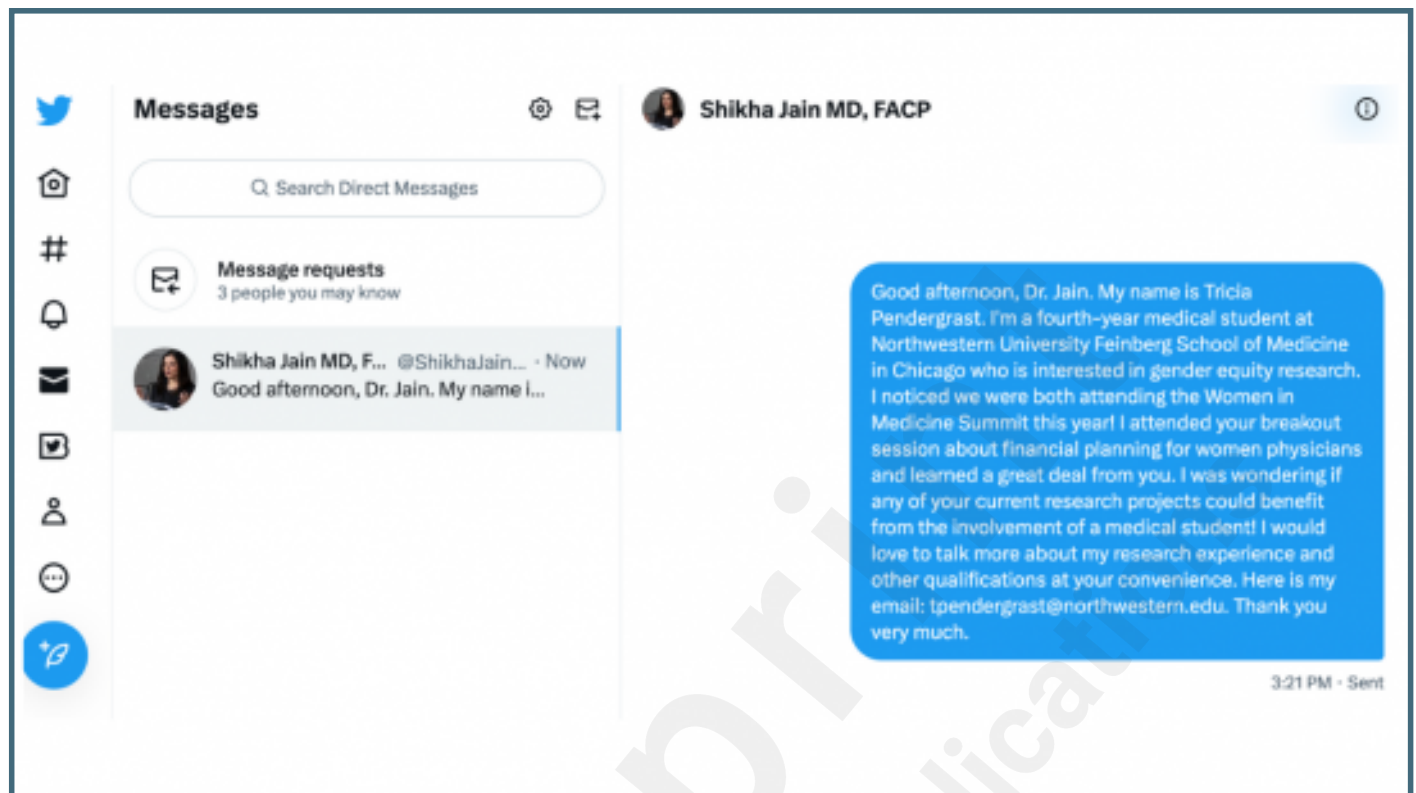 Messages
Search Direct Messages
Message requests
3 people you may know
Shikha Jain MD, F... @ShikhaJain... · Now
Good afternoon, Dr. Jain. My name i...
Shikha Jain MD, FACP
Good afternoon, Dr. Jain. My name is Tricia
Pendergrast. I'm a fourth-year medical student at
Northwestern University Feinberg School of Medicine
in Chicago who is interested in gender equity research.
I noticed we were both attending the Women in
Medicine Summit this year! I attended your breakout
session about financial planning for women physicians
and learned a great deal from you. I was wondering if
any of your current research projects could benefit
from the involvement of a medical student! I would
love to talk more about my research experience and
other qualifications at your convenience. Here is my
email: tpendergrast@northwestern.edu. Thank you
very much.
3:21 PM · Sent